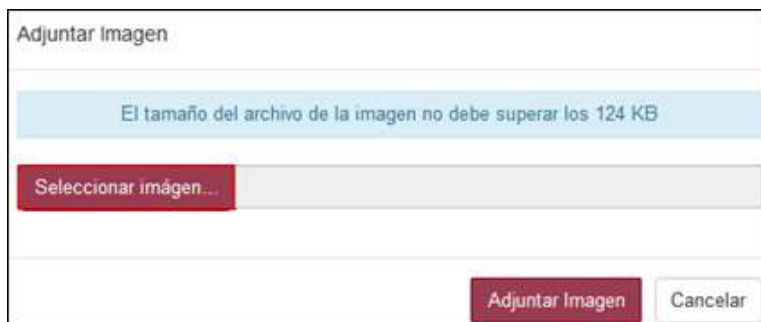 Adjuntar Imagen
El tamaño del archivo de la imagen no debe superar los 124 KB
Seleccionar imágen...
Adjuntar Imagen
Cancelar